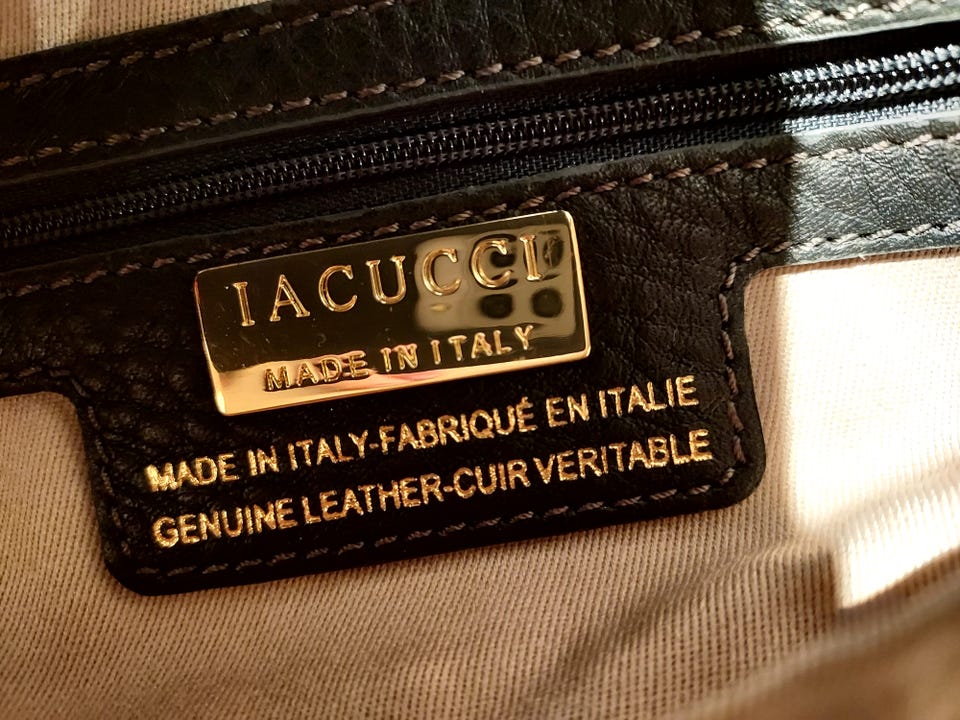 IACUCCI
MADE IN ITALY
MADE IN ITALY-FABRIQUÉ EN ITALIE
GENUINE LEATHER-CUIR VERITABLE